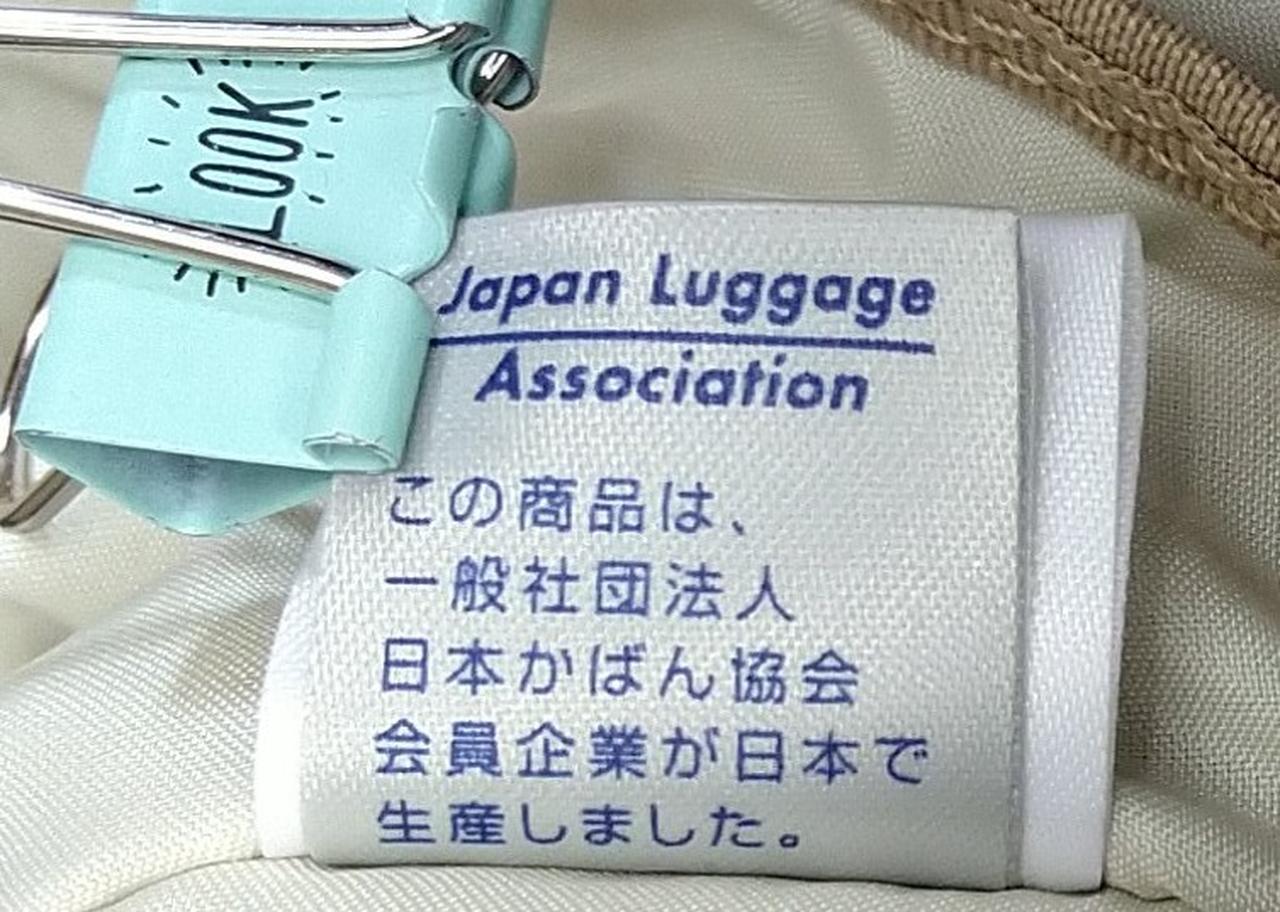 LOOK
Japan Luggage
Association
この商品は、
一般社団法人
日本かばん協会
会員企業が日本で
生産しました。